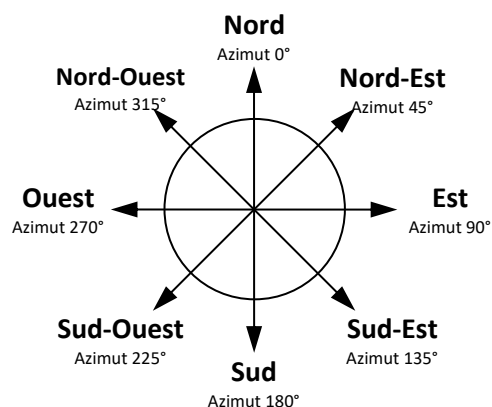 Nord
Azimut 0°
Nord-Ouest
Azimut 315°
Nord-Est
Azimut 45°
Ouest
Azimut 270°
Est
Azimut 90°
Sud-Ouest
Azimut 225°
Sud-Est
Azimut 135°
Sud
Azimut 180°